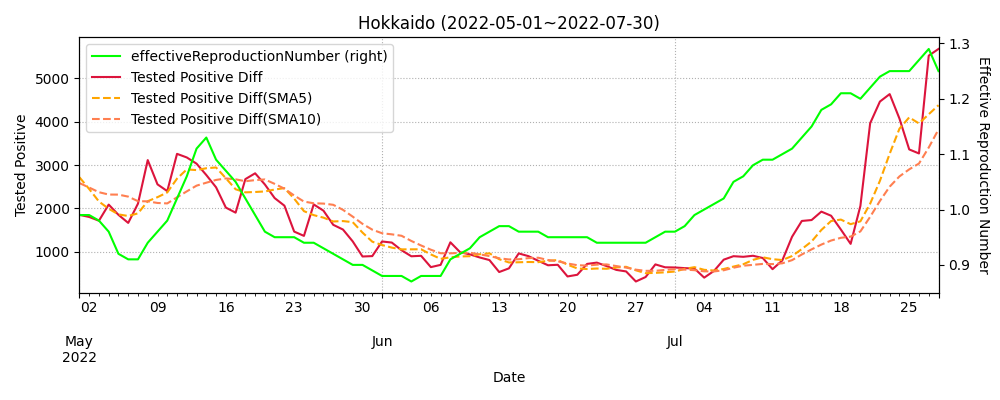 Hokkaido (2022-05-01~2022-07-30)
effectiveReproductionNumber (right)
Tested Positive Diff
Tested Positive Diff(SMA5)
Tested Positive Diff(SMA10)
Tested Positive
5000
4000
3000
2000
1000
1.3
1.2
1.1
1.0
0.9
Effective Reproduction Number
02 09 16 23 30 06 13 20 27 04 11 18 25
May Jun Jul
2022
Date